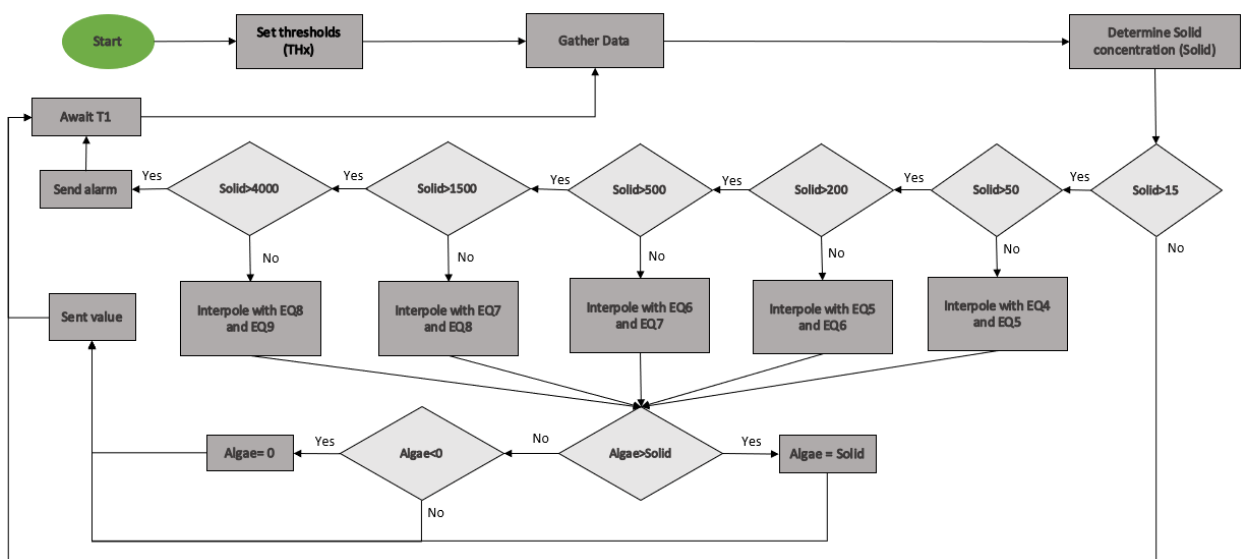 Start
Set thresholds
(THx)
Gather Data
Determine Solid
concentration (Solid)
Await T1
Send alarm
Yes
Solid>4000
Yes
Solid>1500
Yes
Solid>500
Yes
Solid>200
Yes
Solid>50
Yes
Solid>15
No
No
No
No
No
No
Sent value
Interpole with EQ8
and EQ9
Interpole with EQ7
and EQ8
Interpole with EQ6
and EQ7
Interpole with EQ5
and EQ6
Interpole with EQ4
and EQ5
Algae= 0
Yes
Algae<0
No
Algae>Solid
Yes
Algae = Solid
No